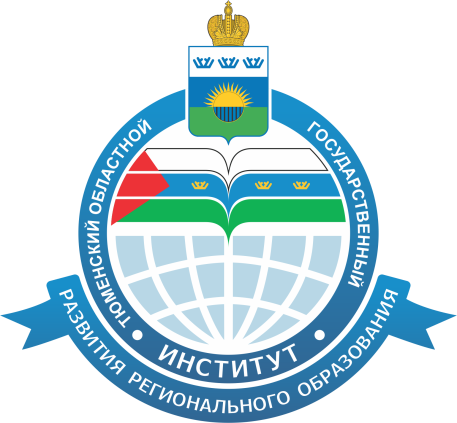 ТЮМЕНСКИЙ ОБЛАСТНОЙ
ГОСУДАРСТВЕННЫЙ
• ИНСТИТУТ •
РАЗВИТИЯ РЕГИОНАЛЬНОГО ОБРАЗОВАНИЯ